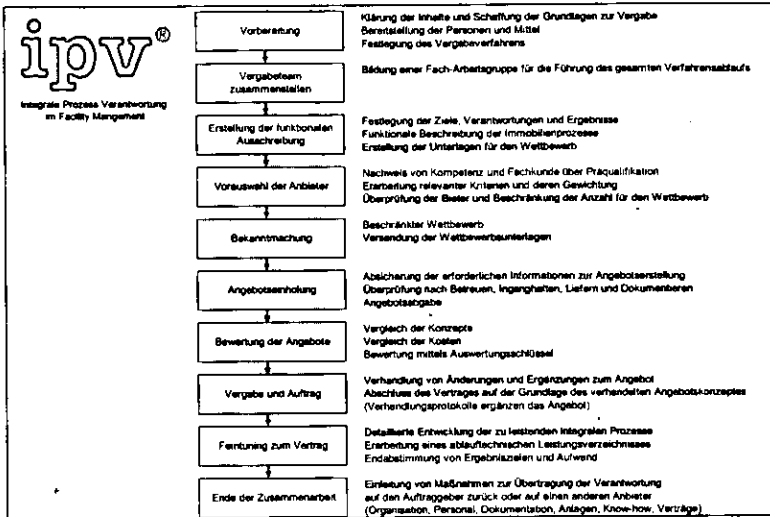 ipv®
Integrale Prozess Verantwortung
im Facility Mangement
Vorbereitung
Klärung der Inhalte und Schaffung der Grundlagen zur Vergabe
Bereitstellung der Personen und Mittel
Festlegung des Vergabeverfahrens
Vergabeteam
zusammenstellen
Bildung einer Fach-Arbeitsgruppe für die Führung des gesamten Verfahrensablaufs
Erstellung der funktionalen
Ausschreibung
Festlegung der Ziele, Verantwortungen und Ergebnisse
Funktionale Beschreibung der Immobilienprozesse
Erstellung der Unterlagen für den Wettbewerb
Vorauswahl der Anbieter
Nachweis von Kompetenz und Fachkunde über Präqualifikation
Erarbeitung relevanter Kriterien und deren Gewichtung
Überprüfung der Bieter und Beschränkung der Anzahl für den Wettbewerb
Bekanntmachung
Beschränkter Wettbewerb
Versendung der Wettbewerbsunterlagen
Angebotseinholung
Absicherung der erforderlichen Informationen zur Angebotserstellung
Überprüfung nach Betreuen, Inganghalten, Liefern und Dokumentieren
Angebotsabgabe
Bewertung der Angebote
Vergleich der Konzepte
Vergleich der Kosten
Bewertung mittels Auswertungsschlüssel
Vergabe und Auftrag
Verhandlung von Änderungen und Ergänzungen zum Angebot
Abschluss des Vertrages auf der Grundlage des verhandelten Angebotskonzeptes
(Verhandlungsprotokolle ergänzen das Angebot)
Feintuning zum Vertrag
Detaillierte Entwicklung der zu leistenden Integralen Prozesse
Erarbeitung eines ablauftechnischen Leistungsverzeichnisses
Endabstimmung von Ergebniszielen und Aufwand
Ende der Zusammenarbeit
Einleitung von Maßnahmen zur Übertragung der Verantwortung
auf den Auftraggeber zurück oder auf einen anderen Anbieter
(Organisation, Personal, Dokumentation, Anlagen, Know-how, Verträge)